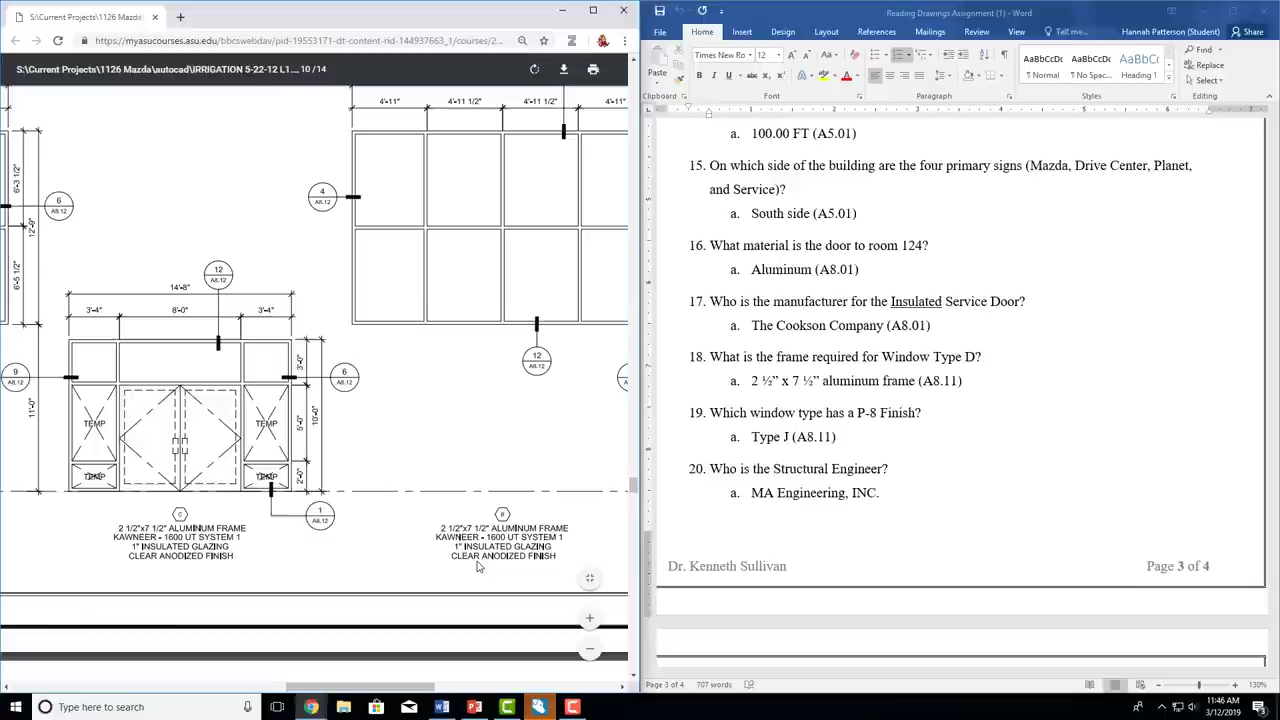 S:\Current Projects\1126 Mazda
https://myasucourses.asu.edu/bbcswebdav/pid-19553171-dt-content-rid-144937663_1/courses/2...
S:\Current Projects\1126 Mazda\autocad\IRRIGATION 5-22-12 L1... 10 / 14
4'-11" 4'-11 1/2" 4'-11 1/2" 4'-11"
6'-3 1/2"
12'-9"
6'-5 1/2"
6
A8.12
4
A8.12
12
A8.12
14'-8"
3'-4" 8'-0" 3'-4"
12
A8.12
9
A8.12
6
A8.12
11'-0"
3'-0"
5'-0"
10'-0"
2'-0"
TEMP TEMP
TEMP TEMP
1
A8.12
2 1/2"x7 1/2" ALUMINUM FRAME
KAWNEER - 1600 UT SYSTEM 1
1" INSULATED GLAZING
CLEAR ANODIZED FINISH
2 1/2"x7 1/2" ALUMINUM FRAME
KAWNEER - 1600 UT SYSTEM 1
1" INSULATED GLAZING
CLEAR ANODIZED FINISH
Reading Drawings Assignment (1) - Word
File Home Insert Design Layout References Mailings Review View Tell me... Hannah Patterson (Student) Share
Paste
Times New Ro 12
Clipboard Font Paragraph Styles Editing
AaBbCcDc AaBbCcDc AaBbCc
¶ Normal ¶ No Spac... Heading 1
Find
Replace
Select
a. 100.00 FT (A5.01)
15. On which side of the building are the four primary signs (Mazda, Drive Center, Planet,
and Service)?
a. South side (A5.01)
16. What material is the door to room 124?
a. Aluminum (A8.01)
17. Who is the manufacturer for the Insulated Service Door?
a. The Cookson Company (A8.01)
18. What is the frame required for Window Type D?
a. 2 ½” x 7 ½” aluminum frame (A8.11)
19. Which window type has a P-8 Finish?
a. Type J (A8.11)
20. Who is the Structural Engineer?
a. MA Engineering, INC.
Dr. Kenneth Sullivan Page 3 of 4
Page 3 of 4 707 words 130%
Type here to search
11:46 AM
3/12/2019